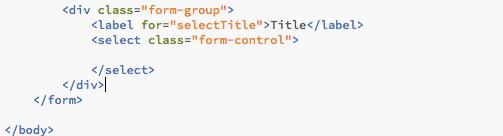 <div class="form-group">
<label for="selectTitle">Title</label>
<select class="form-control">
</select>
</div>
</form>
</body>